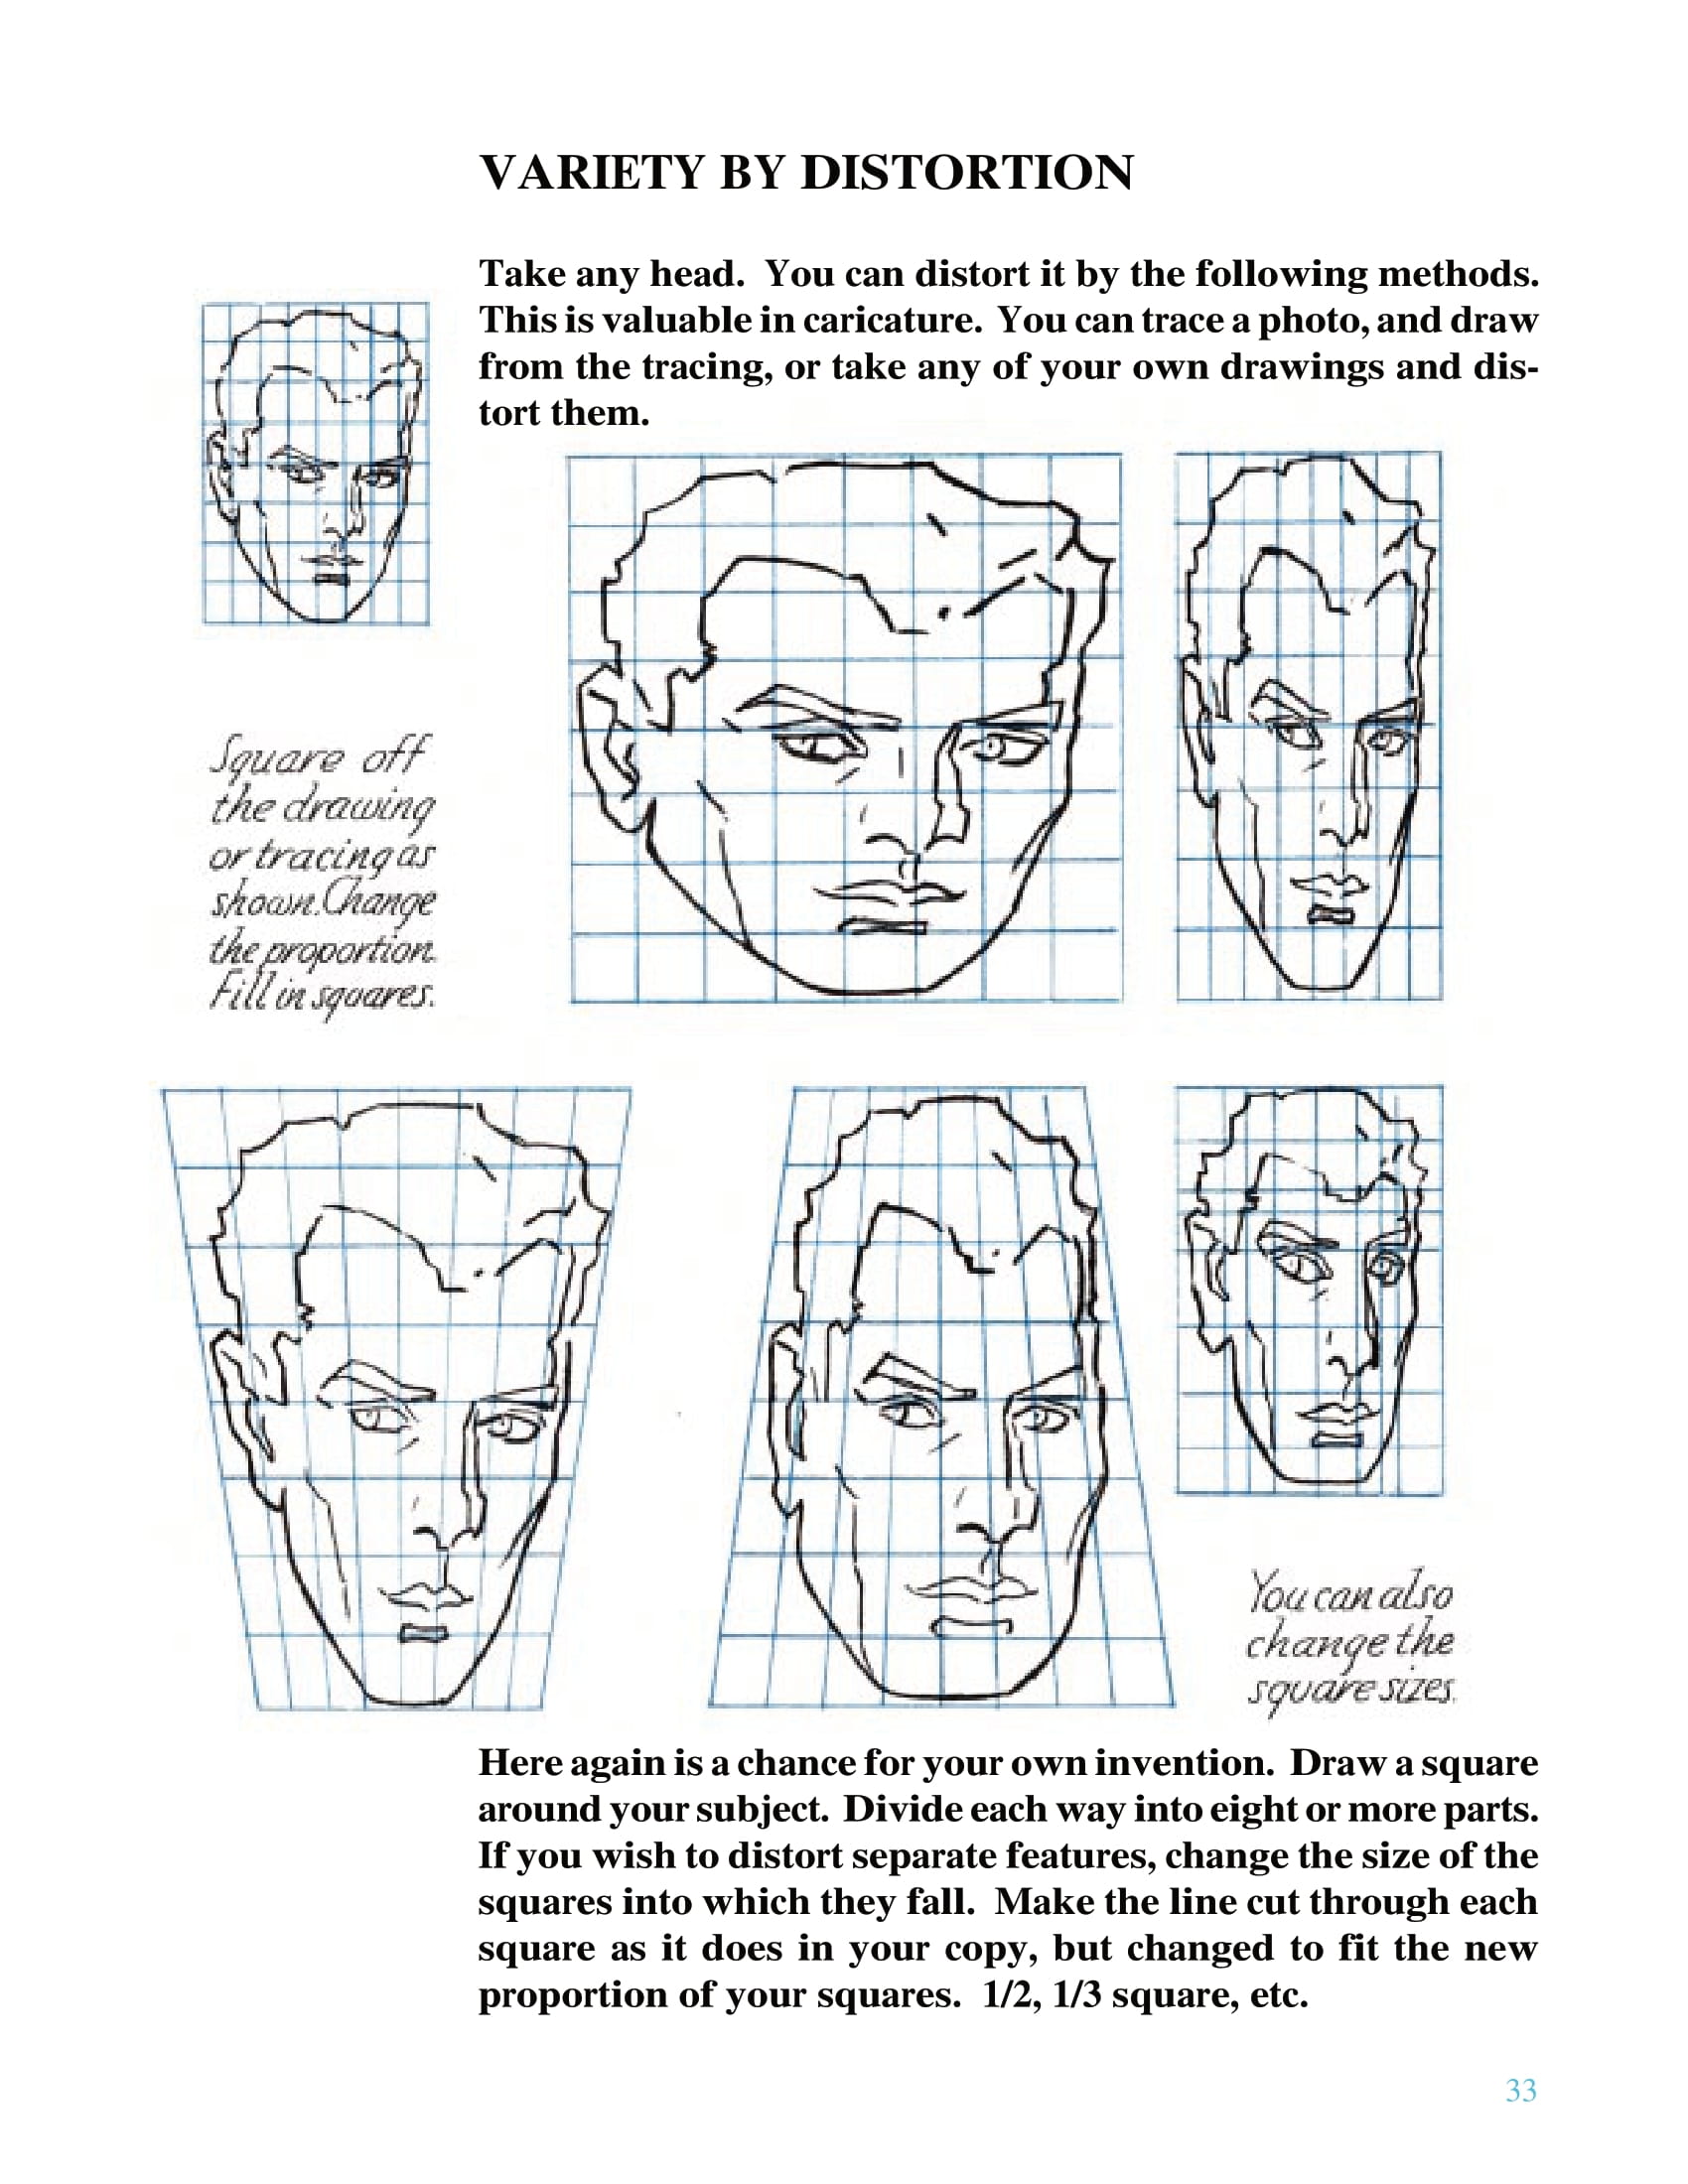 VARIETY BY DISTORTION
Take any head. You can distort it by the following methods.
This is valuable in caricature. You can trace a photo, and draw
from the tracing, or take any of your own drawings and dis-
tort them.
Square off
the drawing
or tracing as
shown. Change
the proportion.
Fill in squares.
You can also
change the
square sizes.
Here again is a chance for your own invention. Draw a square
around your subject. Divide each way into eight or more parts.
If you wish to distort separate features, change the size of the
squares into which they fall. Make the line cut through each
square as it does in your copy, but changed to fit the new
proportion of your squares. 1/2, 1/3 square, etc.
33